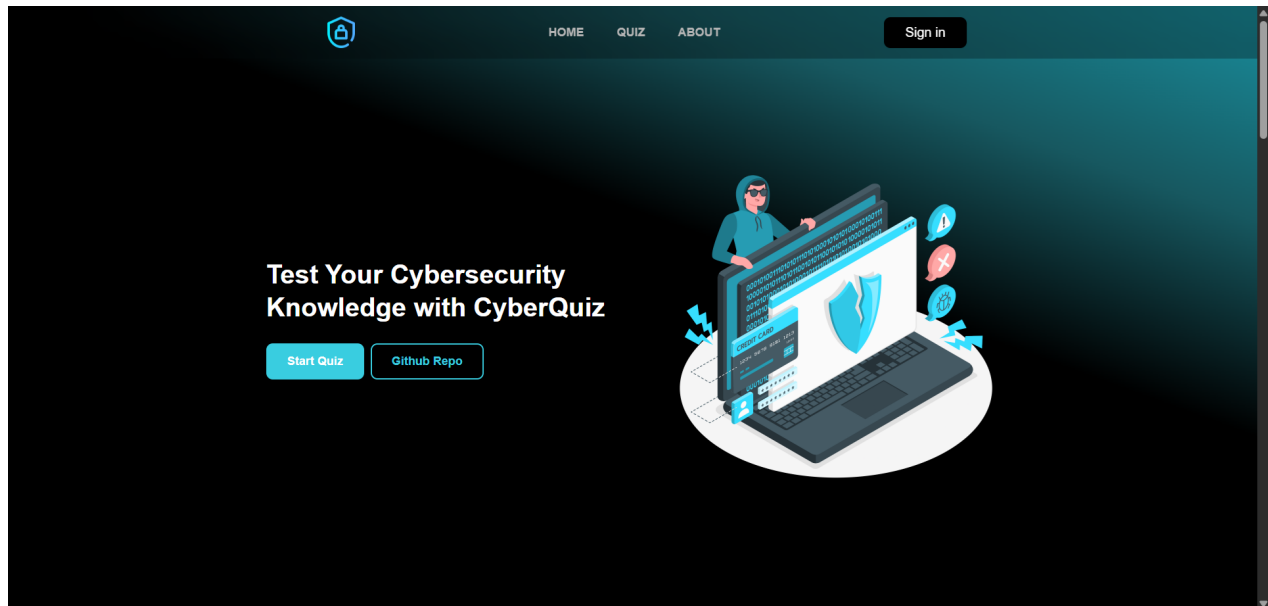 HOME QUIZ ABOUT Sign in
Test Your Cybersecurity
Knowledge with CyberQuiz
Start Quiz Github Repo
CREDIT CARD